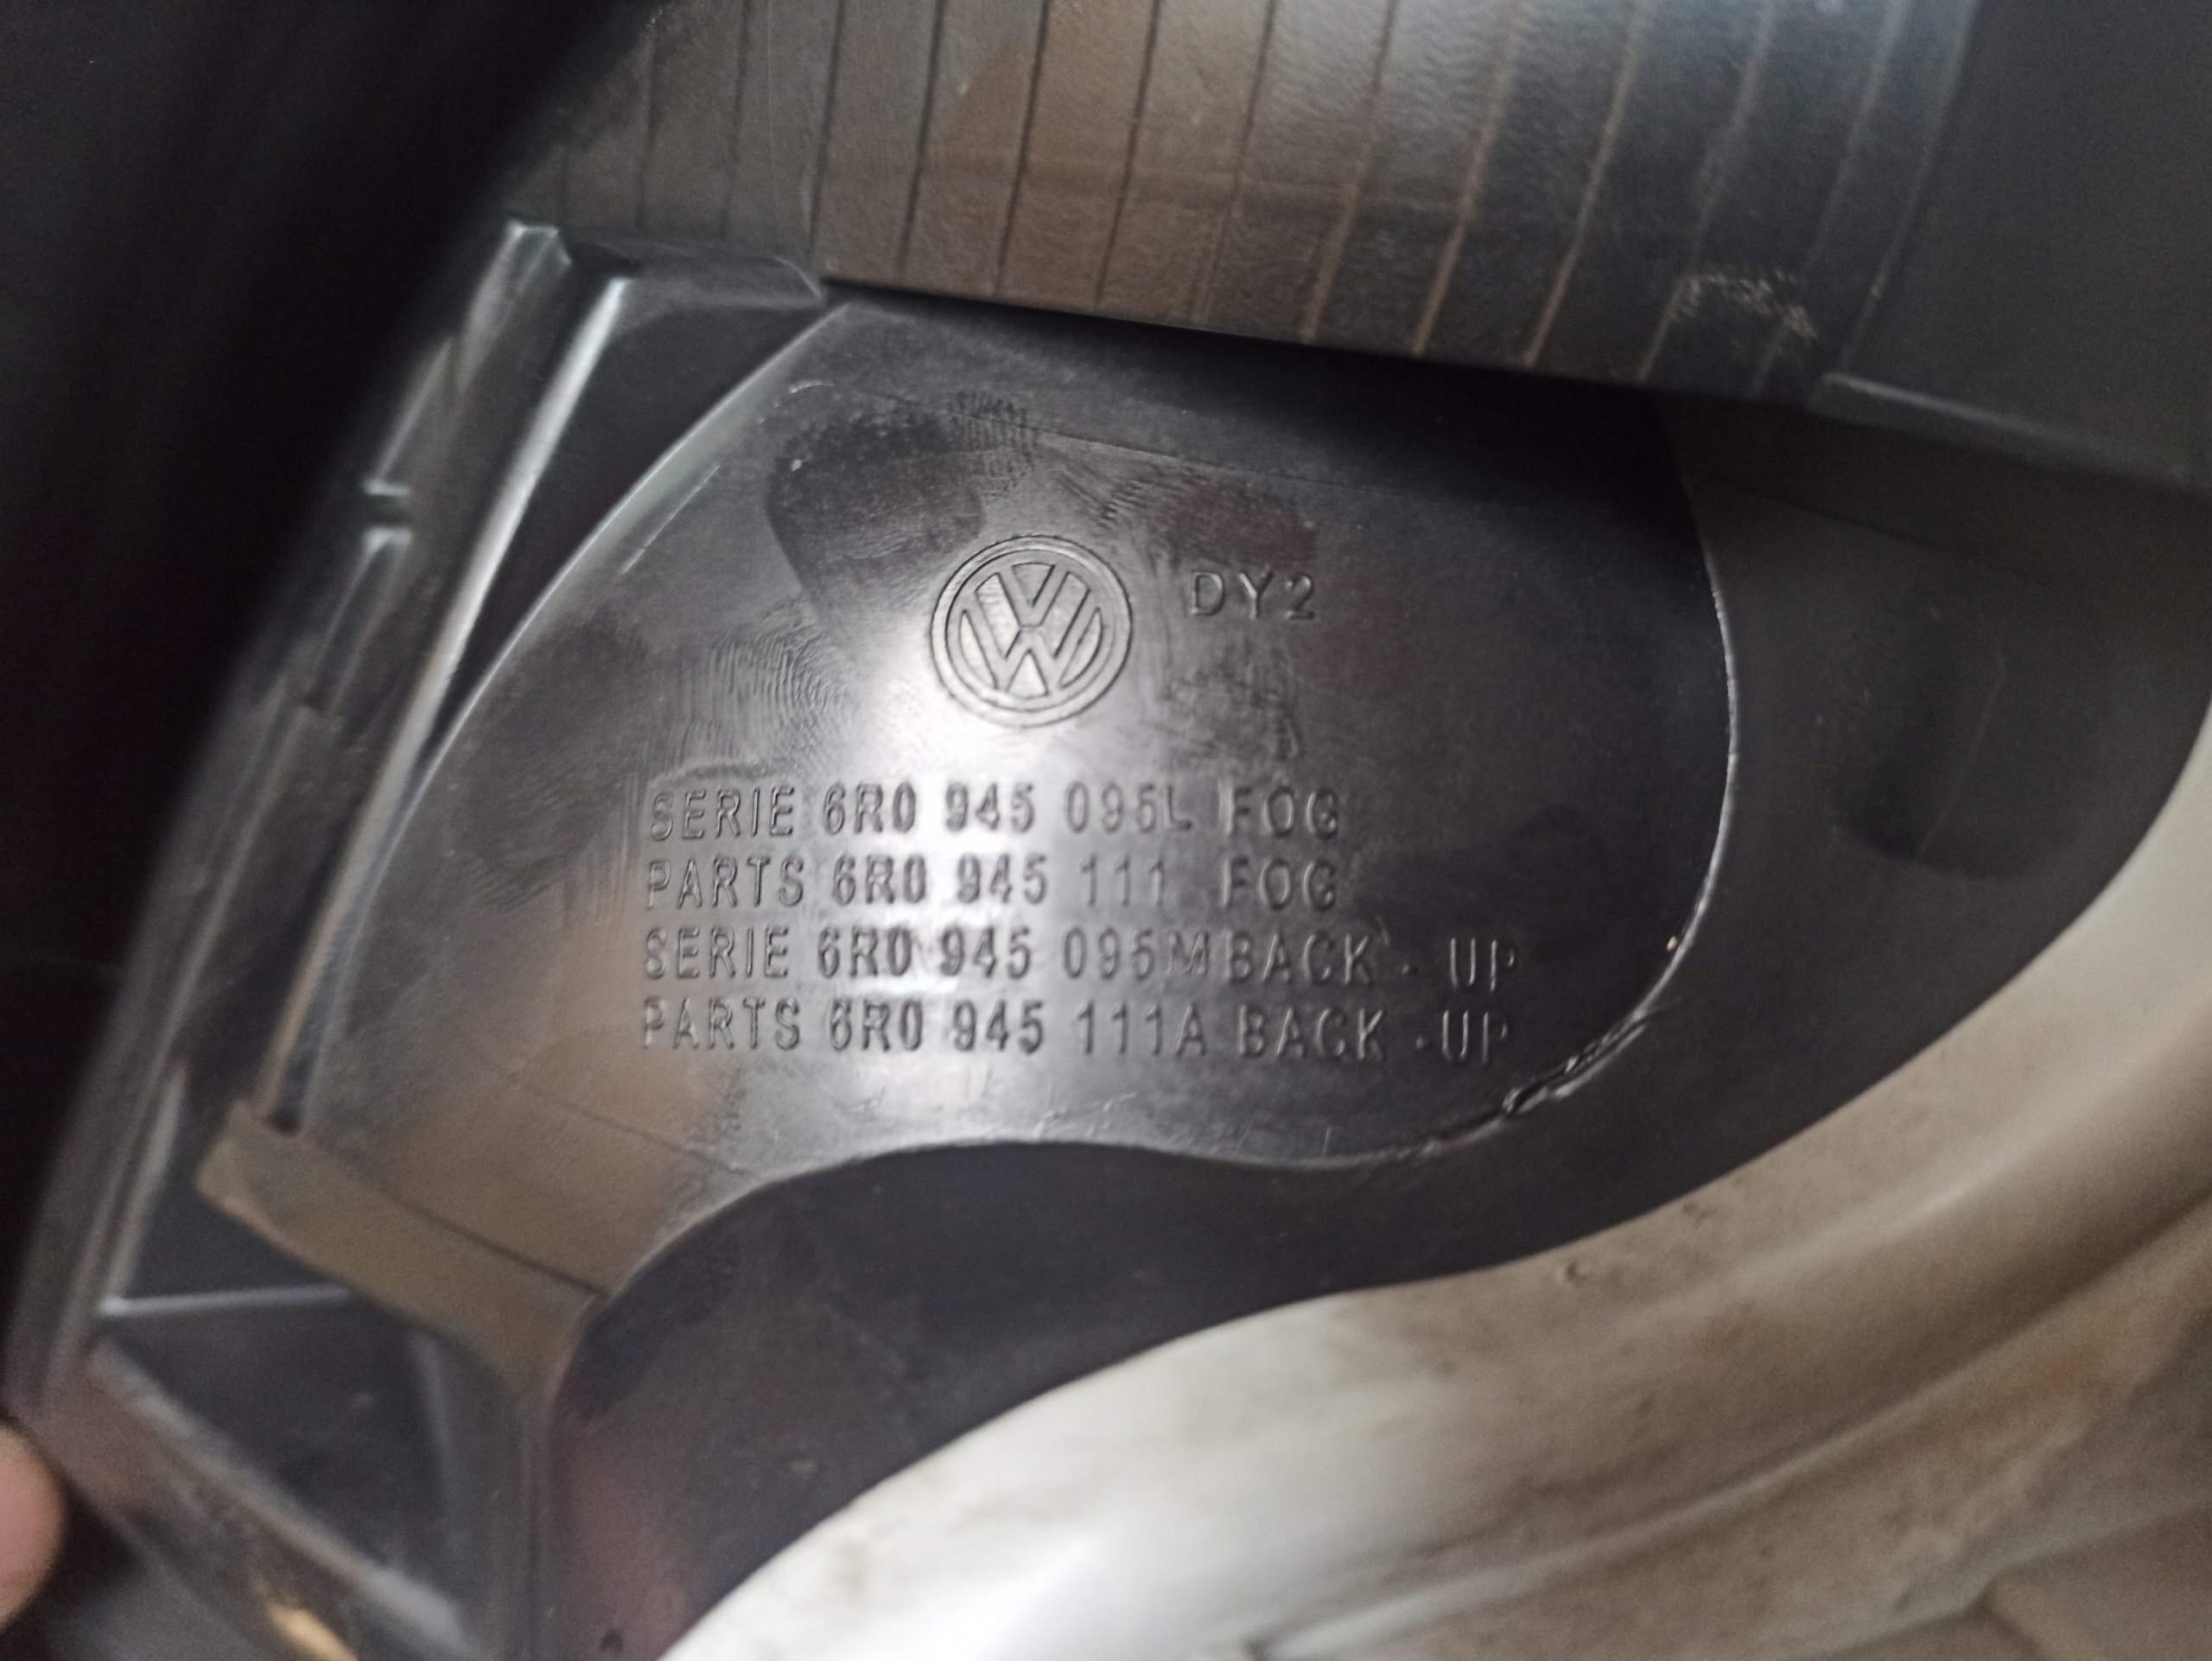 DY2
SERIE 6R0 945 095L FOG
PARTS 6R0 945 111 FOG
SERIE 6R0 945 095M BACK - UP
PARTS 6R0 945 111A BACK -UP